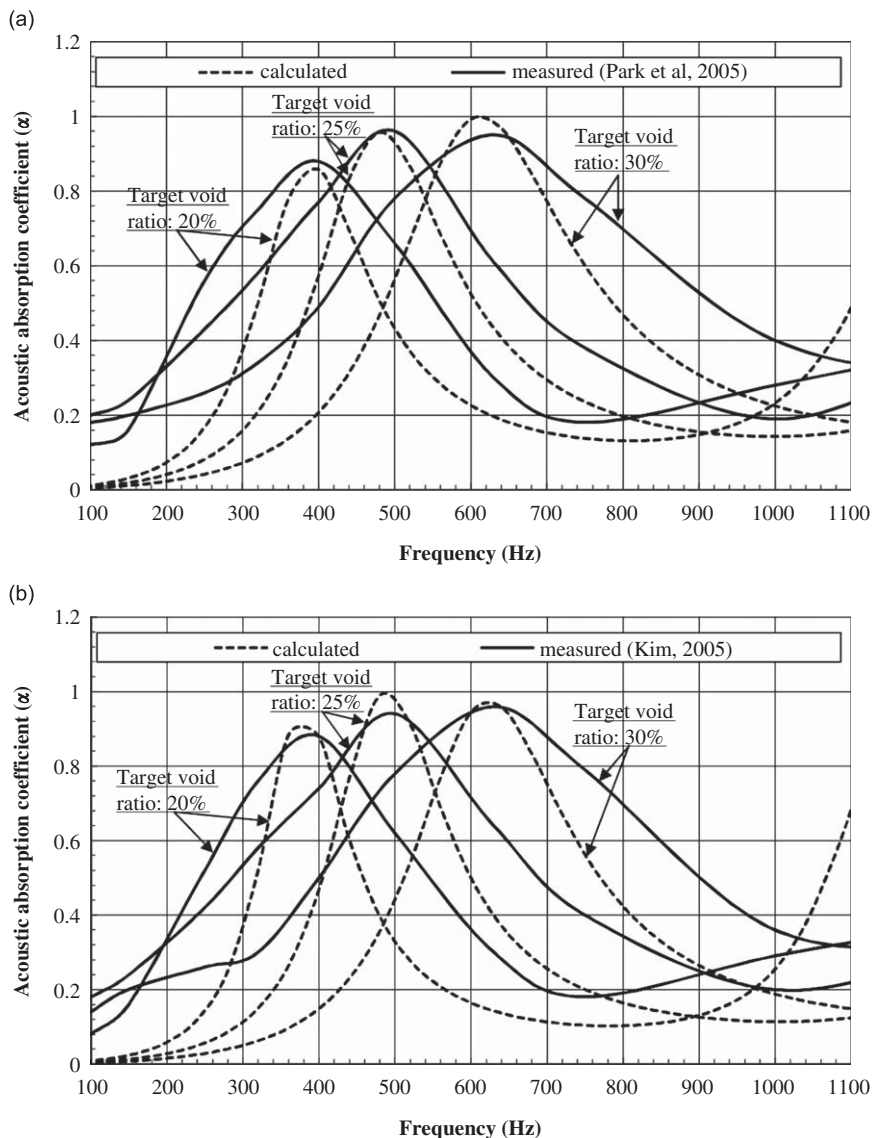 (a)
1.2
calculated
measured (Park et al, 2005)
Target void
ratio: 25%
Target void
ratio: 30%
Target void
ratio: 20%
1
0.8
0.6
0.4
0.2
0
Acoustic absorption coefficient (α)
100 200 300 400 500 600 700 800 900 1000 1100
Frequency (Hz)
(b)
1.2
calculated
measured (Kim, 2005)
Target void
ratio: 25%
Target void
ratio: 30%
Target void
ratio: 20%
1
0.8
0.6
0.4
0.2
0
Acoustic absorption coefficient (α)
100 200 300 400 500 600 700 800 900 1000 1100
Frequency (Hz)